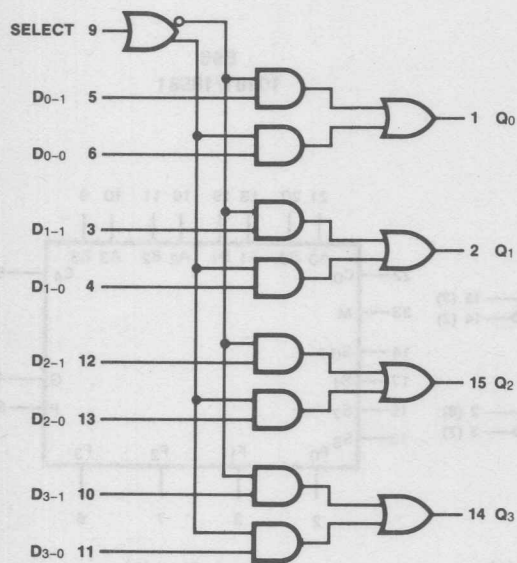 SELECT 9
D0-1 5
1 Q0
D0-0 6
D1-1 3
2 Q1
D1-0 4
D2-1 12
15 Q2
D2-0 13
D3-1 10
14 Q3
D3-0 11